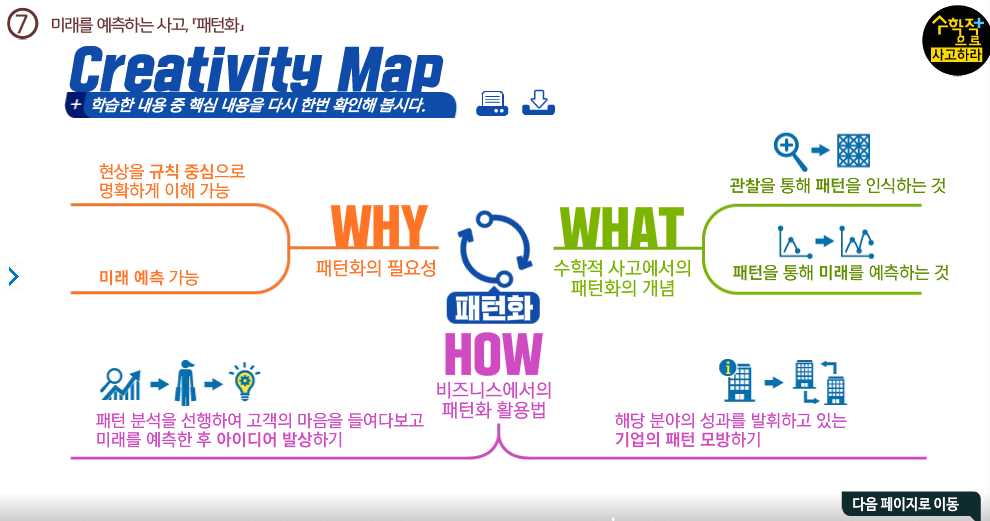 ⑦ 미래를 예측하는 사고, 「패턴화」
수학적+
으로
사고하라
Creativity Map
+ 학습한 내용 중 핵심 내용을 다시 한번 확인해 봅시다.
현상을 규칙 중심으로
명확하게 이해 가능
미래 예측 가능
WHY
패턴화의 필요성
패턴화
WHAT
수학적 사고에서의
패턴화의 개념
관찰을 통해 패턴을 인식하는 것
패턴을 통해 미래를 예측하는 것
HOW
비즈니스에서의
패턴화 활용법
패턴 분석을 선행하여 고객의 마음을 들여다보고
미래를 예측한 후 아이디어 발상하기
i
해당 분야의 성과를 발휘하고 있는
기업의 패턴 모방하기
다음 페이지로 이동